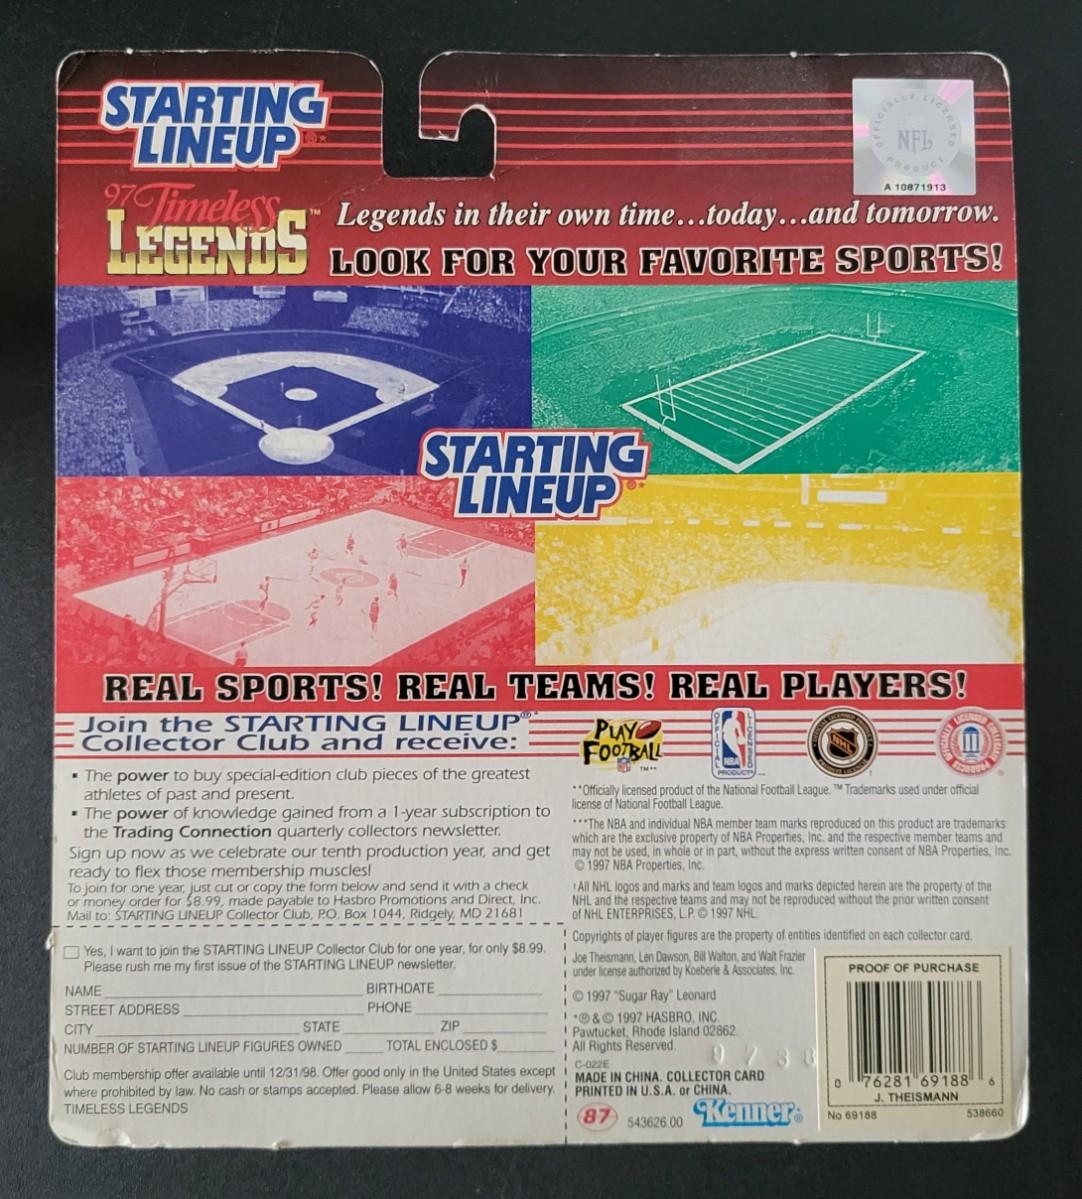 STARTING
LINEUP®*
OFFICIALLY LICENSED
NFL
PRODUCT
A 10871913
97 Timeless
LEGENDS™
Legends in their own time...today...and tomorrow.
LOOK FOR YOUR FAVORITE SPORTS!
STARTING
LINEUP®*
REAL SPORTS! REAL TEAMS! REAL PLAYERS!
Join the STARTING LINEUP®*
Collector Club and receive:
▪ The power to buy special-edition club pieces of the greatest
athletes of past and present.
▪ The power of knowledge gained from a 1-year subscription to
the Trading Connection quarterly collectors newsletter.
Sign up now as we celebrate our tenth production year, and get
ready to flex those membership muscles!
To join for one year, just cut or copy the form below and send it with a check
or money order for $8.99, made payable to Hasbro Promotions and Direct, Inc.
Mail to: STARTING LINEUP Collector Club, P.O. Box 1044, Ridgely, MD 21681
Yes, I want to join the STARTING LINEUP Collector Club for one year, for only $8.99.
Please rush me my first issue of the STARTING LINEUP newsletter.
NAME BIRTHDATE
STREET ADDRESS PHONE
CITY STATE ZIP
NUMBER OF STARTING LINEUP FIGURES OWNED TOTAL ENCLOSED $
Club membership offer available until 12/31/98. Offer good only in the United States except
where prohibited by law. No cash or stamps accepted. Please allow 6-8 weeks for delivery.
TIMELESS LEGENDS
PLAY
FOOTBALL
NFL
™**
OFFICIAL
LICENSED
NBA
PRODUCT
***
NHL
†
OFFICIALLY LICENSED COLLEGIATE PRODUCTS
®
**Officially licensed product of the National Football League. ™ Trademarks used under official
license of National Football League.
***The NBA and individual NBA member team marks reproduced on this product are trademarks
which are the exclusive property of NBA Properties, Inc. and the respective member teams and
may not be used, in whole or in part, without the express written consent of NBA Properties, Inc.
© 1997 NBA Properties, Inc.
†All NHL logos and marks and team logos and marks depicted herein are the property of the
NHL and the respective teams and may not be reproduced without the prior written consent
of NHL ENTERPRISES, L.P. © 1997 NHL.
Copyrights of player figures are the property of entities identified on each collector card.
Joe Theismann, Len Dawson, Bill Walton, and Walt Frazier
under license authorized by Koeberle & Associates, Inc.
© 1997 "Sugar Ray" Leonard
*® & © 1997 HASBRO, INC.
Pawtucket, Rhode Island 02862.
All Rights Reserved.
C-022E
MADE IN CHINA. COLLECTOR CARD
PRINTED IN U.S.A. or CHINA.
87
543626.00
Kenner®
PROOF OF PURCHASE
0 76281 69188 6
J. THEISMANN
No 69188
538660